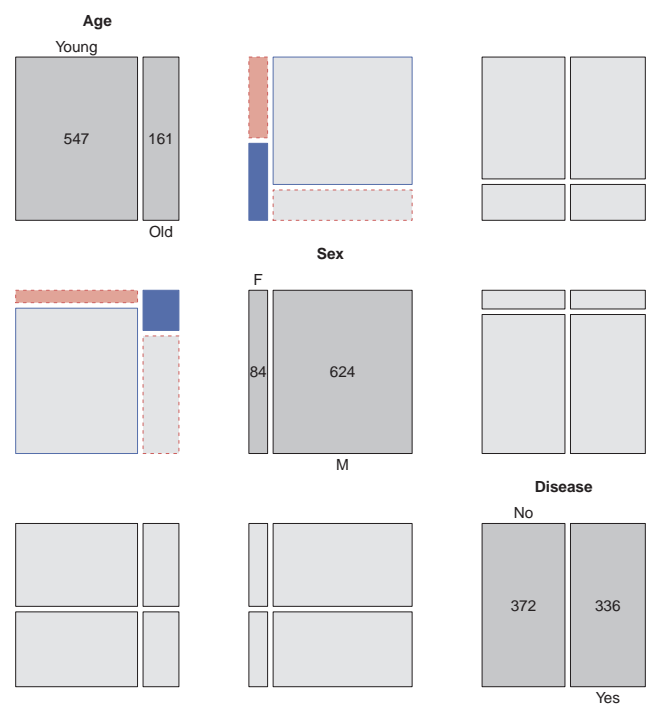 Age
Young
547 161
Old
Sex
F
84 624
M
Disease
No
372 336
Yes